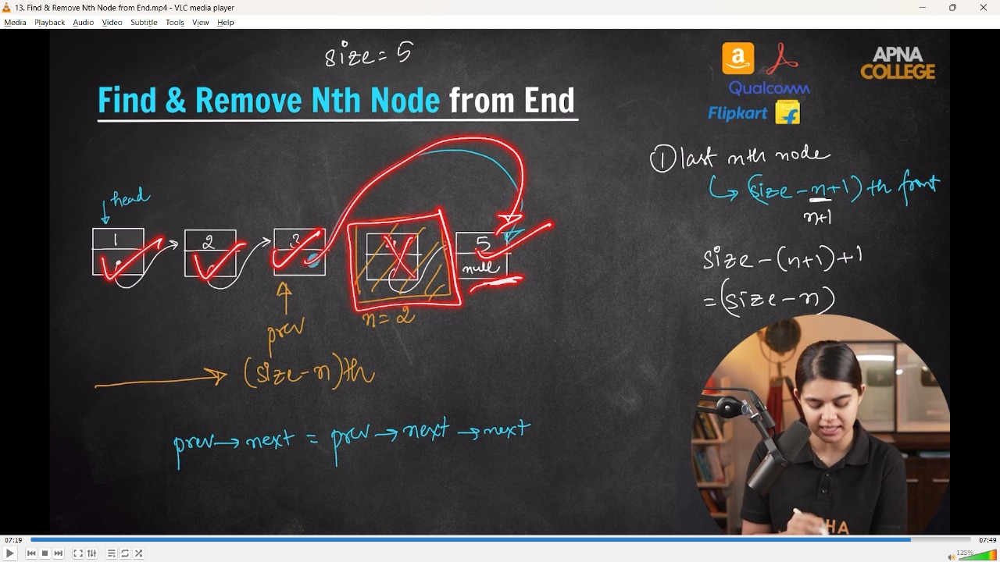 13. Find & Remove Nth Node from End.mp4 - VLC media player
Media Playback Audio Video Subtitle Tools View Help
size = 5
a
APNA
COLLEGE
Qualcomm
Flipkart
Find & Remove Nth Node from End
① last nth node
↳ (size - n + 1)th front
n+1
head
1
2
3
5
null
size - (n+1) + 1
= (size - n)
n = 2
prev
(size - n)th
prev → next = prev → next → next
HA
07:19
07:49
125%